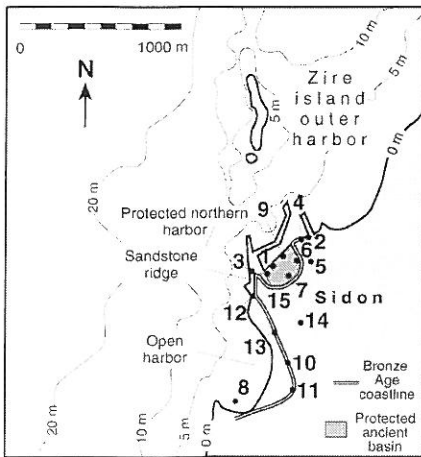 0 1000 m
N
10 m
5 m
Zire
island
outer
harbor
5 m
0 m
20 m
Protected northern
harbor
9
4
Sandstone
ridge
3
1
6
2
5
7
15
Sidon
12
14
Open
harbor
13
10
8
11
Bronze
Age
coastline
Protected
ancient
basin
20 m
10 m
5 m
0 m